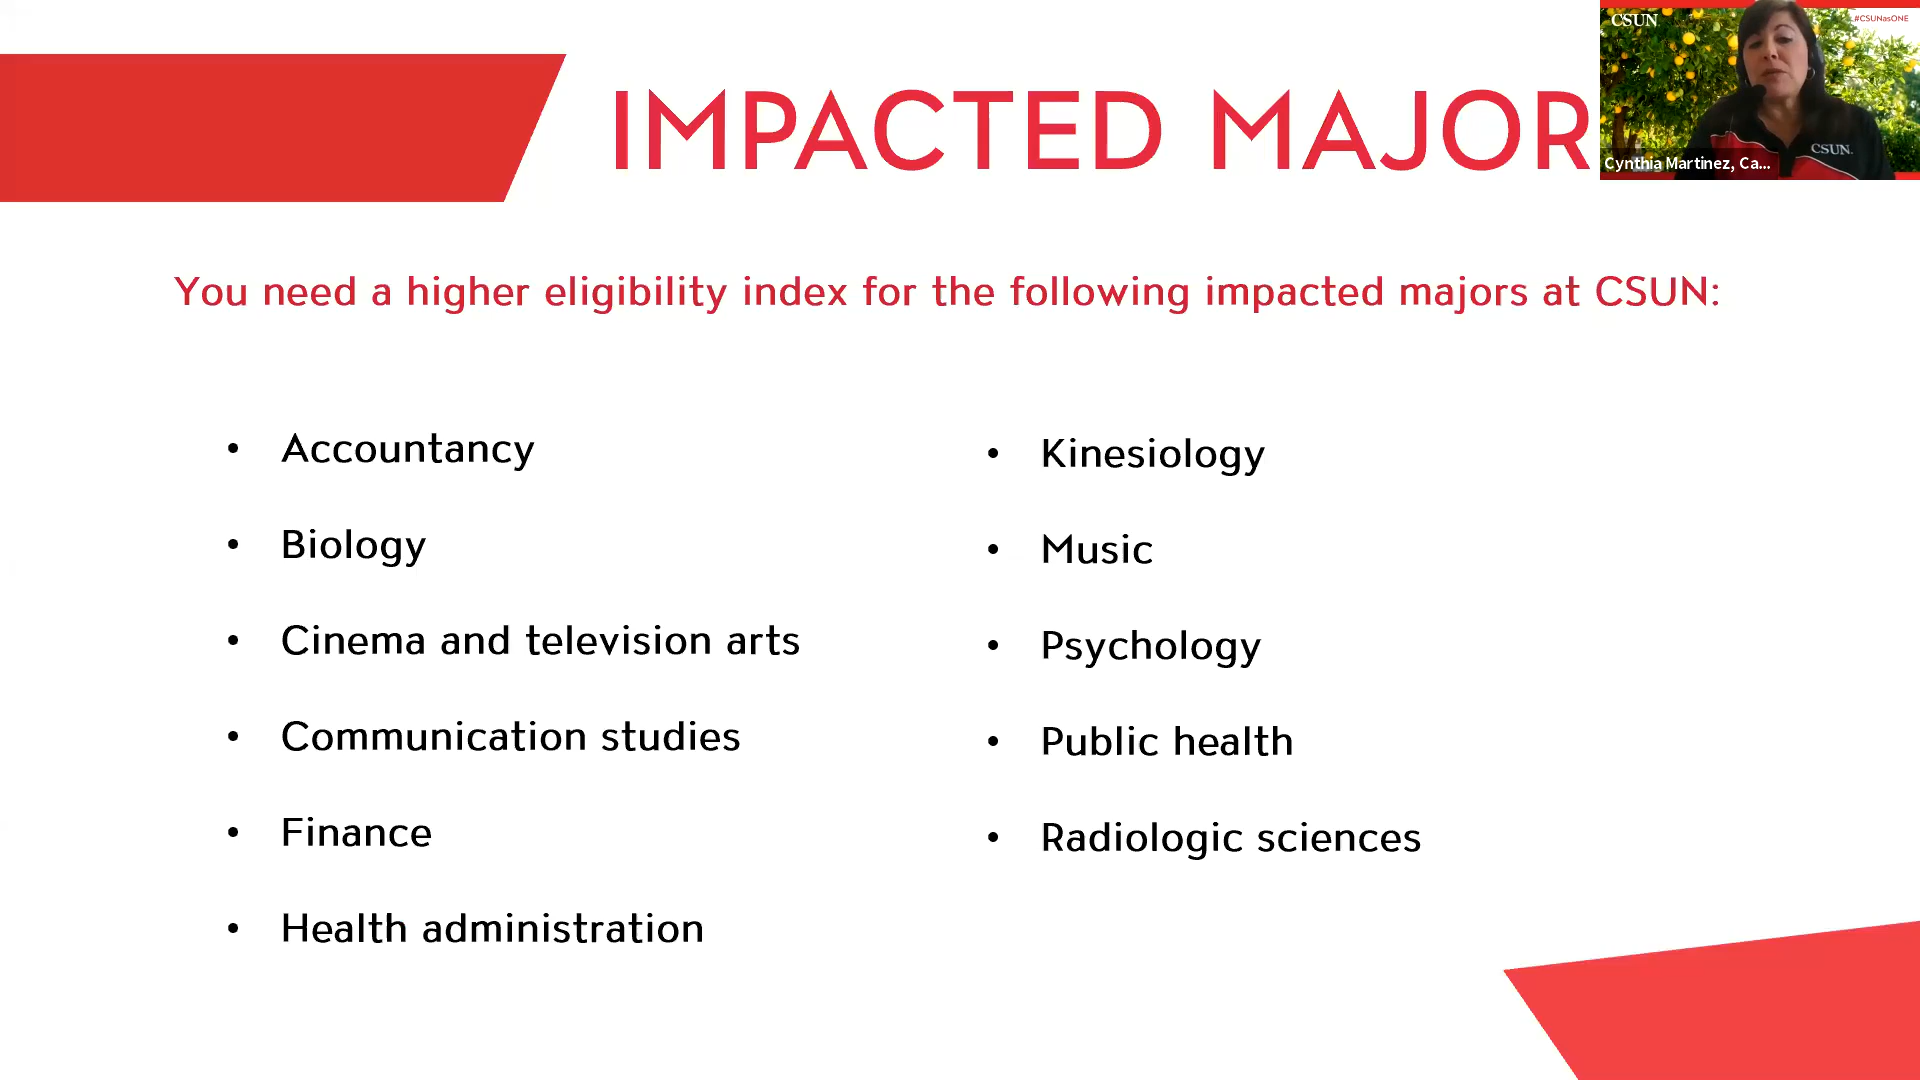 IMPACTED MAJOR
CSUN
#CSUNasONE
CSUN.
Cynthia Martinez, Ca...
You need a higher eligibility index for the following impacted majors at CSUN:
• Accountancy
• Biology
• Cinema and television arts
• Communication studies
• Finance
• Health administration
• Kinesiology
• Music
• Psychology
• Public health
• Radiologic sciences